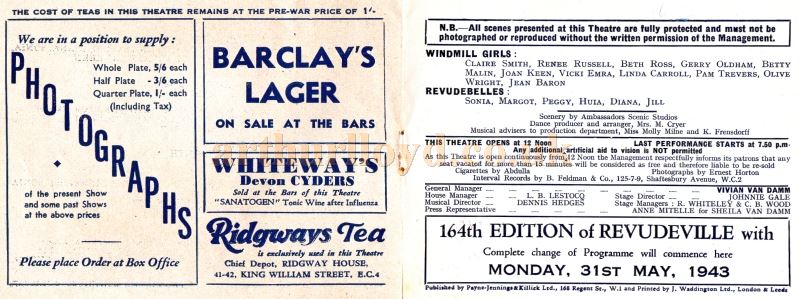 THE COST OF TEAS IN THIS THEATRE REMAINS AT THE PRE-WAR PRICE OF 1/-
We are in a position to supply :
PHOTOGRAPHS
Whole Plate, 5/6 each
Half Plate - 3/6 each
Quarter Plate, 1/- each
(Including Tax)
of the present Show
and some past Shows
at the above prices
Please place Order at Box Office
BARCLAY'S
LAGER
ON SALE AT THE BARS
WHITEWAY'S
Devon CYDERS
Sold at the Bars of this Theatre
"SANATOGEN" Tonic Wine after Influenza
Ridgways Tea
is exclusively used in this Theatre
Chief Depot, RIDGWAY HOUSE,
41-42, KING WILLIAM STREET, E.C.4
N.B.—All scenes presented at this Theatre are fully protected and must not be
photographed or reproduced without the written permission of the Management.
WINDMILL GIRLS :
CLAIRE SMITH, RENEE RUSSELL, BETH ROSS, GERRY OLDHAM, BETTY
MALIN, JOAN KEEN, VICKI EMRA, LINDA CARROLL, PAM TREVERS, OLIVE
WRIGHT, JEAN BARON
REVUDEBELLES :
SONIA, MARGOT, PEGGY, HUIA, DIANA, JILL
Scenery by Ambassadors Scenic Studios
Dance producer and arranger, Mrs. M. Cryer
Musical advisers to production department, Miss Molly Milne and K. Frensdorff
THIS THEATRE OPENS at 12 Noon LAST PERFORMANCE STARTS at 7.50 p.m.
Any additional, artificial aid to vision is NOT permitted
As this Theatre is open continuously from 12 Noon the Management respectfully informs its patrons that any
seat vacated for more than 15 minutes will be considered as free and therefore liable to be re-sold
Cigarettes by Abdulla Photographs by Ernest Horton
Interval Records by B. Feldman & Co., 125-7-9, Shaftesbury Avenue, W.C.2
General Manager VIVIAN VAN DAMM
House Manager L. B. LESTOCQ Stage Director JOHNNIE GALE
Musical Director DENNIS HEDGES Stage Managers : R. WHITELEY & C. B. WOOD
Press Representative ANNE MITELLE for SHEILA VAN DAMM
164th EDITION of REVUDEVILLE with
Complete change of Programme will commence here
MONDAY, 31ST MAY, 1943
Published by Payne-Jennings & Killick Ltd., 166 Regent St., W.1 and Printed by J. Waddington Ltd., London & Leeds